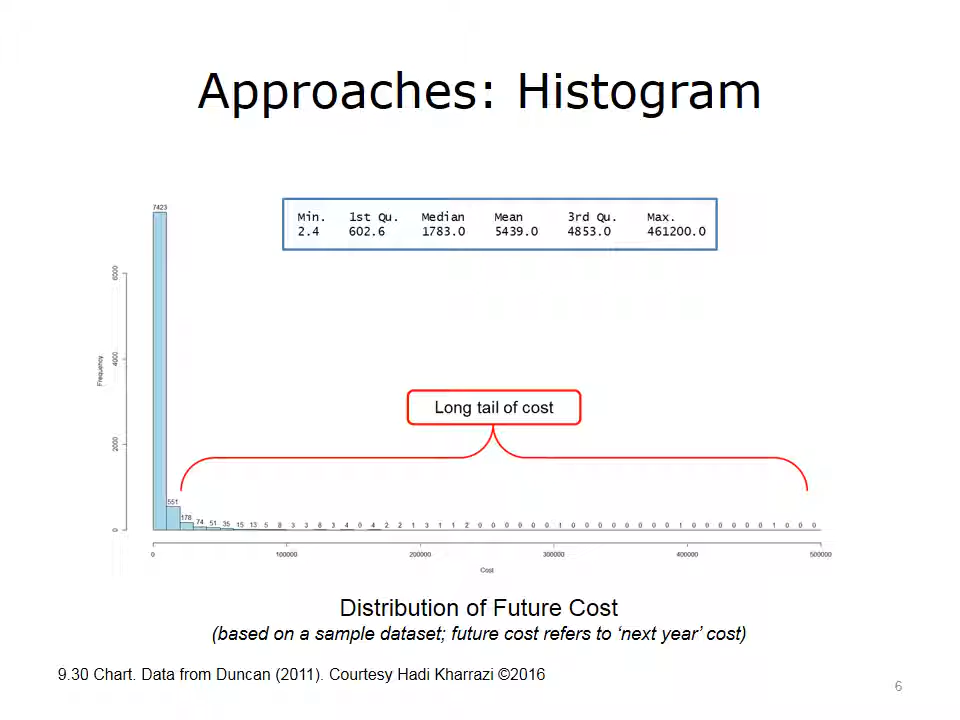 Approaches: Histogram
Min. 1st Qu. Median Mean 3rd Qu. Max.
2.4 602.6 1783.0 5439.0 4853.0 461200.0
7423
6000
4000
2000
0
Frequency
Long tail of cost
551 178 74 51 35 15 13 5 8 3 3 6 3 4 0 4 2 2 1 3 1 1 2 0 0 0 0 0 0 1 0 0 0 0 0 0 0 0 1 0 0 0 0 0 0 1 0 0 0
0 100000 200000 300000 400000 500000
Cost
Distribution of Future Cost
(based on a sample dataset; future cost refers to ‘next year’ cost)
9.30 Chart. Data from Duncan (2011). Courtesy Hadi Kharrazi ©2016
6